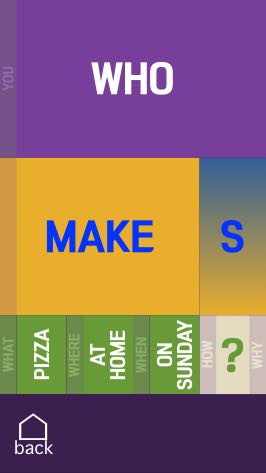 YOU
WHO
MAKE S
WHAT
PIZZA
WHERE
AT
HOME
WHEN
ON
SUNDAY
HOW
?
WHY
back